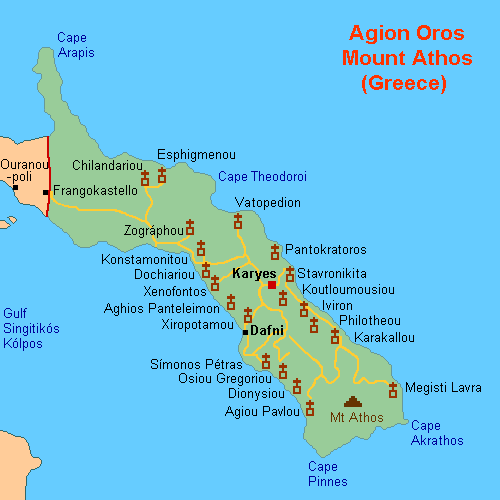 Agion Oros
Mount Athos
(Greece)
Cape
Arapis
Ouranou
-poli
Chilandariou
Esphigmenou
Frangokastello
Cape Theodoroi
Vatopedion
Zográphou
Konstamonitou
Pantokratoros
Dochiariou
Karyes
Stavronikita
Xenofontos
Koutloumousiou
Aghios Panteleimon
Iviron
Xiropotamou
Philotheou
Dafni
Karakallou
Gulf
Singitikós
Kólpos
Símonos Pétras
Osiou Gregoriou
Dionysiou
Agiou Pavlou
Megisti Lavra
Mt Athos
Cape
Akrathos
Cape
Pinnes